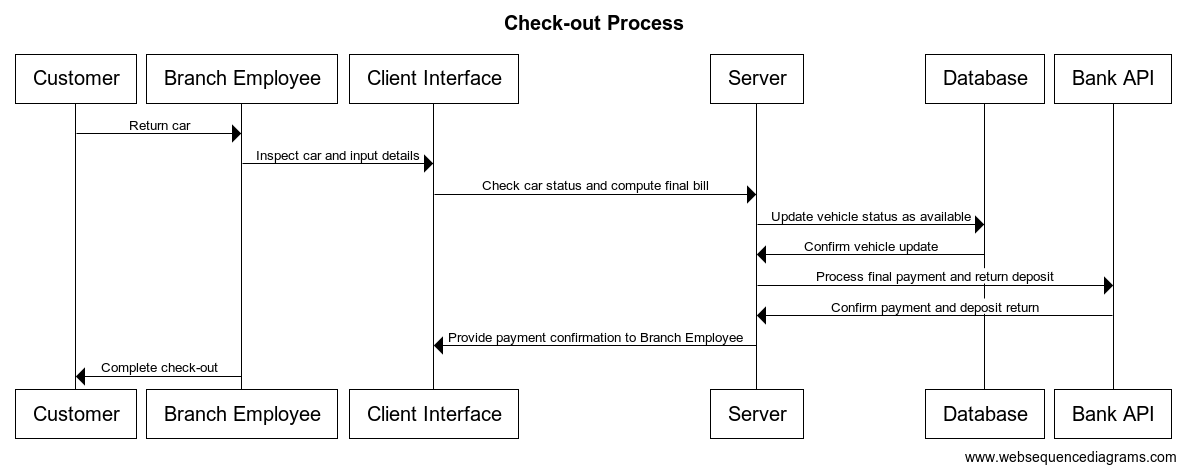 Check-out Process
Customer Branch Employee Client Interface Server Database Bank API
Return car
Inspect car and input details
Check car status and compute final bill
Update vehicle status as available
Confirm vehicle update
Process final payment and return deposit
Confirm payment and deposit return
Provide payment confirmation to Branch Employee
Complete check-out
Customer Branch Employee Client Interface Server Database Bank API
www.websequencediagrams.com